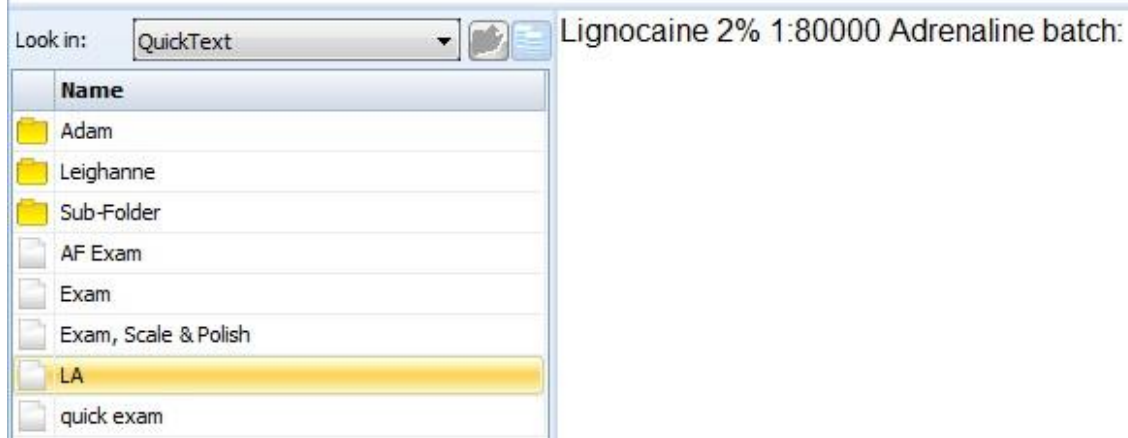 Look in: QuickText
Name
Adam
Leighanne
Sub-Folder
AF Exam
Exam
Exam, Scale & Polish
LA
quick exam
Lignocaine 2% 1:80000 Adrenaline batch: